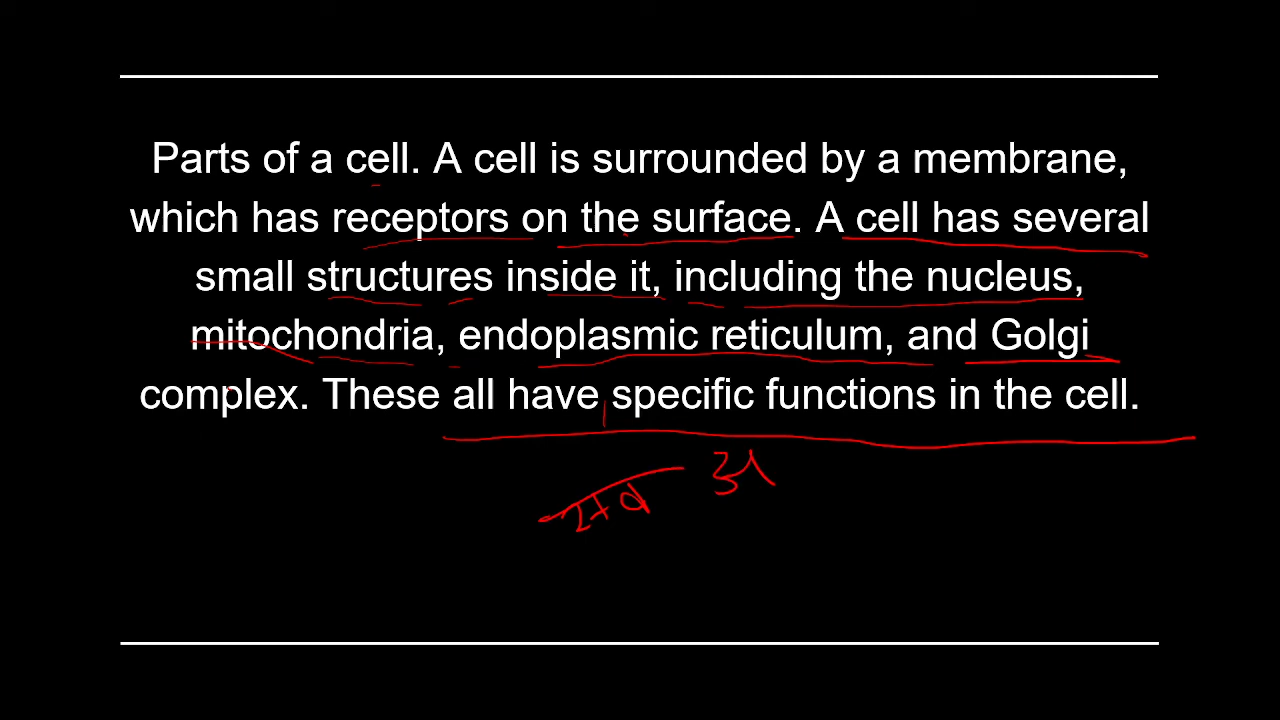 Parts of a cell. A cell is surrounded by a membrane,
which has receptors on the surface. A cell has several
small structures inside it, including the nucleus,
mitochondria, endoplasmic reticulum, and Golgi
complex. These all have specific functions in the cell.